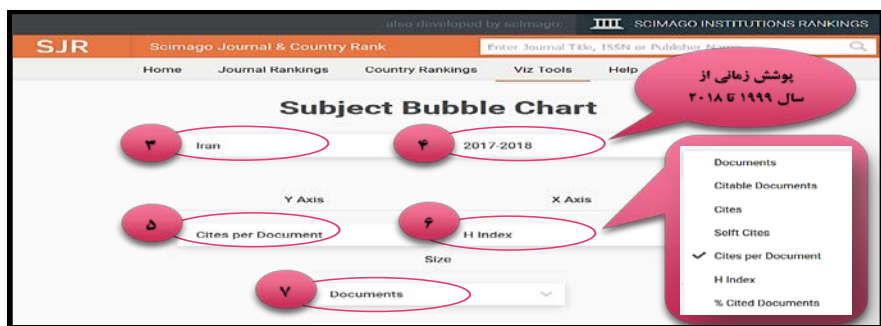 also developed by scimago:
SCIMAGO INSTITUTIONS RANKINGS
SJR
Scimago Journal & Country Rank
Enter Journal Title, ISSN or Publisher Name
Home Journal Rankings Country Rankings Viz Tools Help
پوشش زمانی از
سال ۱۹۹۹ تا ۲۰۱۸
Subject Bubble Chart
۳ Iran
۴ 2017-2018
Y Axis
X Axis
۵ Cites per Document
۶ H Index
Size
۷ Documents
Documents
Citable Documents
Cites
Selft Cites
Cites per Document
H Index
% Cited Documents